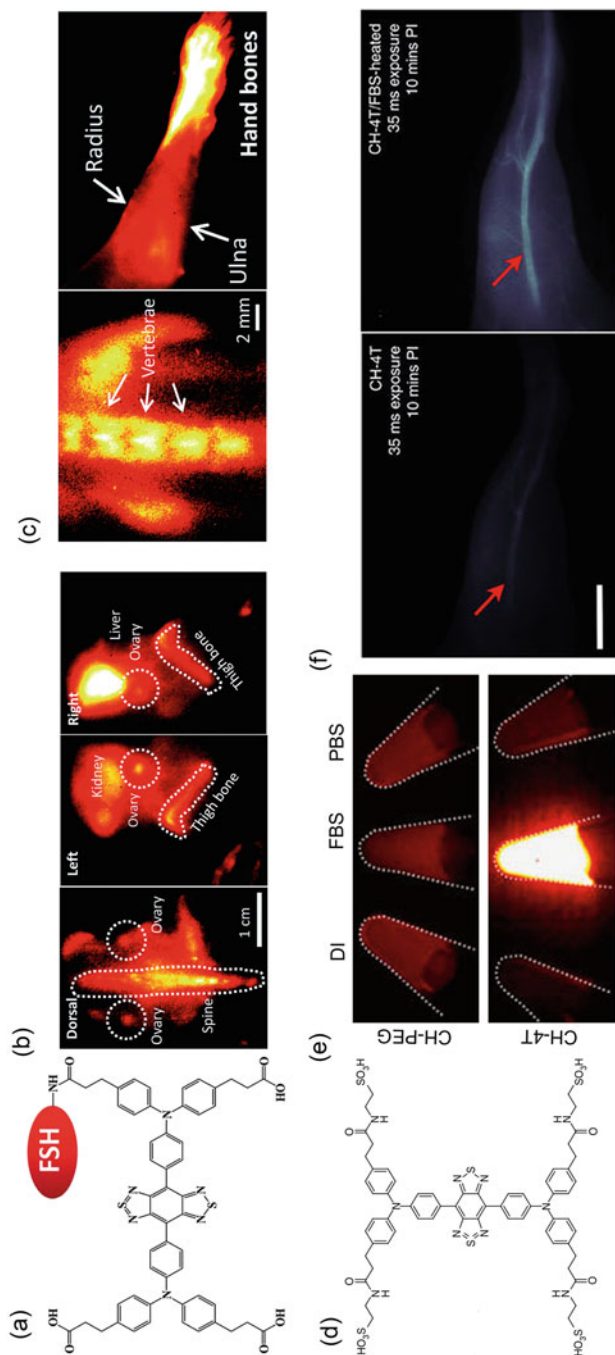 (a)
FSH
NH
O
O
HO
N
N
S
N
N
S
N
N
HO
O
O
OH
(b)
Dorsal
Ovary
Ovary
Spine
1 cm
Left
Kidney
Ovary
Thigh bone
Right
Liver
Ovary
Thigh bone
(c)
Vertebrae
2 mm
Radius
Ulna
Hand bones
(d)
HO₃S
SO₃H
N
H
O
O
N
H
N
N
S
N
N
S
N
N
O
N
H
O
N
H
HO₃S
SO₃H
(e)
DI
FBS
PBS
CH-PEG
CH-4T
(f)
CH-4T
35 ms exposure
10 mins PI
CH-4T/FBS-heated
35 ms exposure
10 mins PI